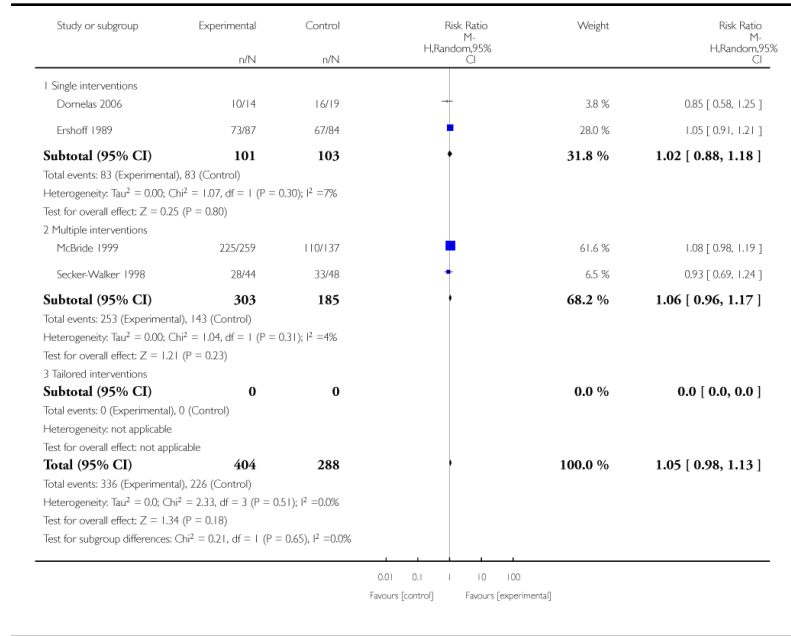 Study or subgroup Experimental Control Risk Ratio Weight Risk Ratio
M- M-
H,Random,95% H,Random,95%
n/N n/N CI CI
1 Single interventions
Dornelas 2006 10/14 16/19 3.8 % 0.85 [ 0.58, 1.25 ]
Ershoff 1989 73/87 67/84 28.0 % 1.05 [ 0.91, 1.21 ]
Subtotal (95% CI) 101 103 31.8 % 1.02 [ 0.88, 1.18 ]
Total events: 83 (Experimental), 83 (Control)
Heterogeneity: Tau² = 0.00; Chi² = 1.07, df = 1 (P = 0.30); I² =7%
Test for overall effect: Z = 0.25 (P = 0.80)
2 Multiple interventions
McBride 1999 225/259 110/137 61.6 % 1.08 [ 0.98, 1.19 ]
Secker-Walker 1998 28/44 33/48 6.5 % 0.93 [ 0.69, 1.24 ]
Subtotal (95% CI) 303 185 68.2 % 1.06 [ 0.96, 1.17 ]
Total events: 253 (Experimental), 143 (Control)
Heterogeneity: Tau² = 0.00; Chi² = 1.04, df = 1 (P = 0.31); I² =4%
Test for overall effect: Z = 1.21 (P = 0.23)
3 Tailored interventions
Subtotal (95% CI) 0 0 0.0 % 0.0 [ 0.0, 0.0 ]
Total events: 0 (Experimental), 0 (Control)
Heterogeneity: not applicable
Test for overall effect: not applicable
Total (95% CI) 404 288 100.0 % 1.05 [ 0.98, 1.13 ]
Total events: 336 (Experimental), 226 (Control)
Heterogeneity: Tau² = 0.0; Chi² = 2.33, df = 3 (P = 0.51); I² =0.0%
Test for overall effect: Z = 1.34 (P = 0.18)
Test for subgroup differences: Chi² = 0.21, df = 1 (P = 0.65), I² =0.0%
0.01 0.1 1 10 100
Favours [control] Favours [experimental]